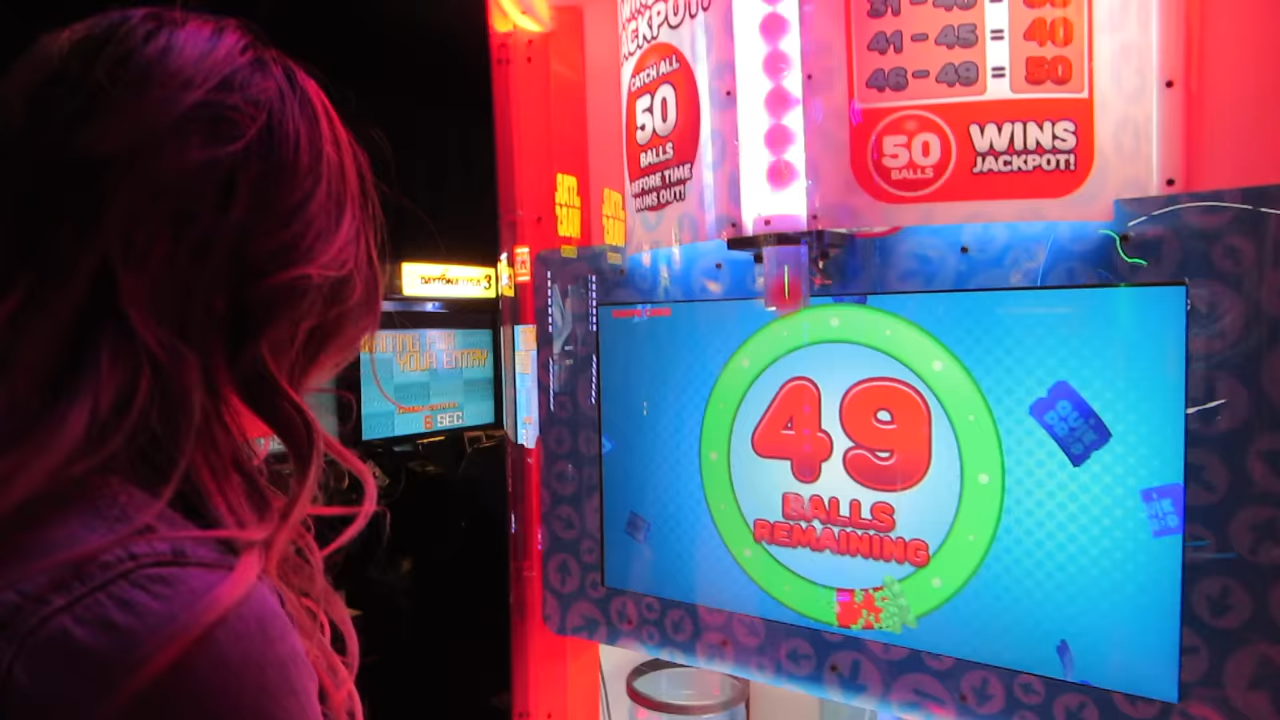 JACKPOT!
CATCH ALL
50
BALLS
BEFORE TIME
RUNS OUT!
41 - 45 = 40
46 - 49 = 50
50
BALLS
WINS
JACKPOT!
DAYTONA USA 3
WAITING FOR
YOUR ENTRY
6 SEC
49
BALLS
REMAINING